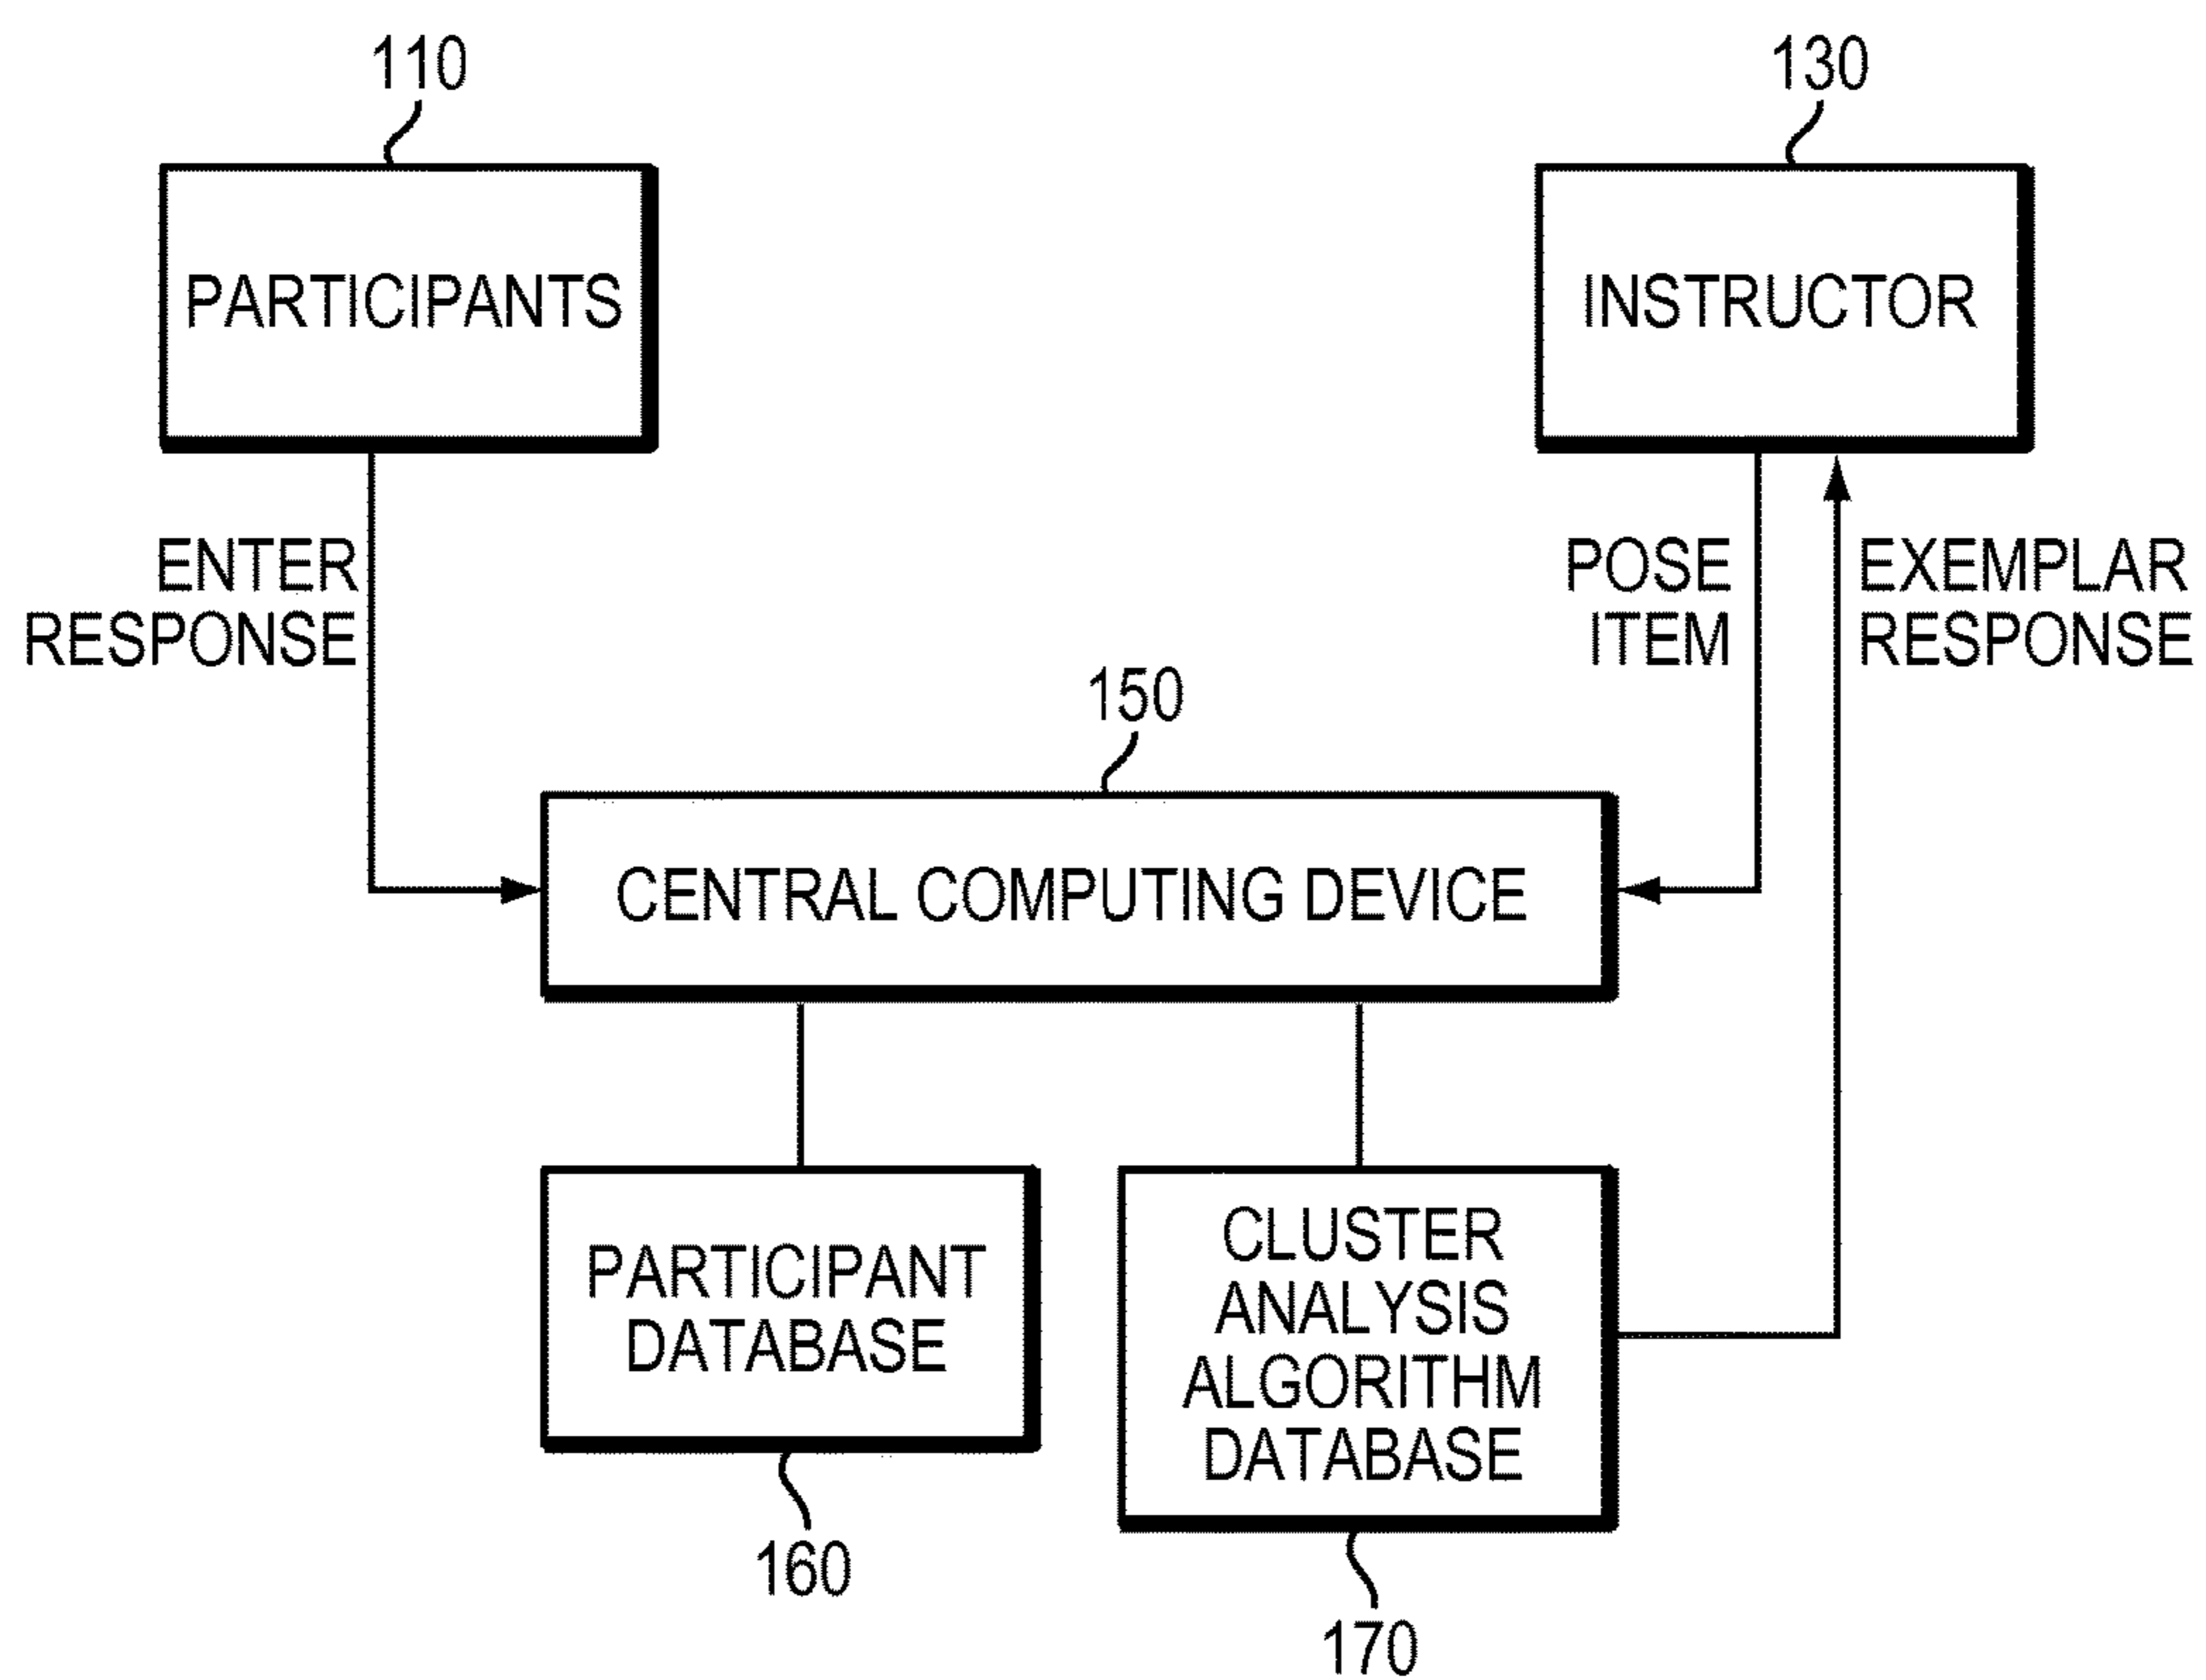 110
130
PARTICIPANTS
INSTRUCTOR
ENTER
RESPONSE
POSE
ITEM
EXEMPLAR
RESPONSE
150
CENTRAL COMPUTING DEVICE
PARTICIPANT
DATABASE
CLUSTER
ANALYSIS
ALGORITHM
DATABASE
160
170